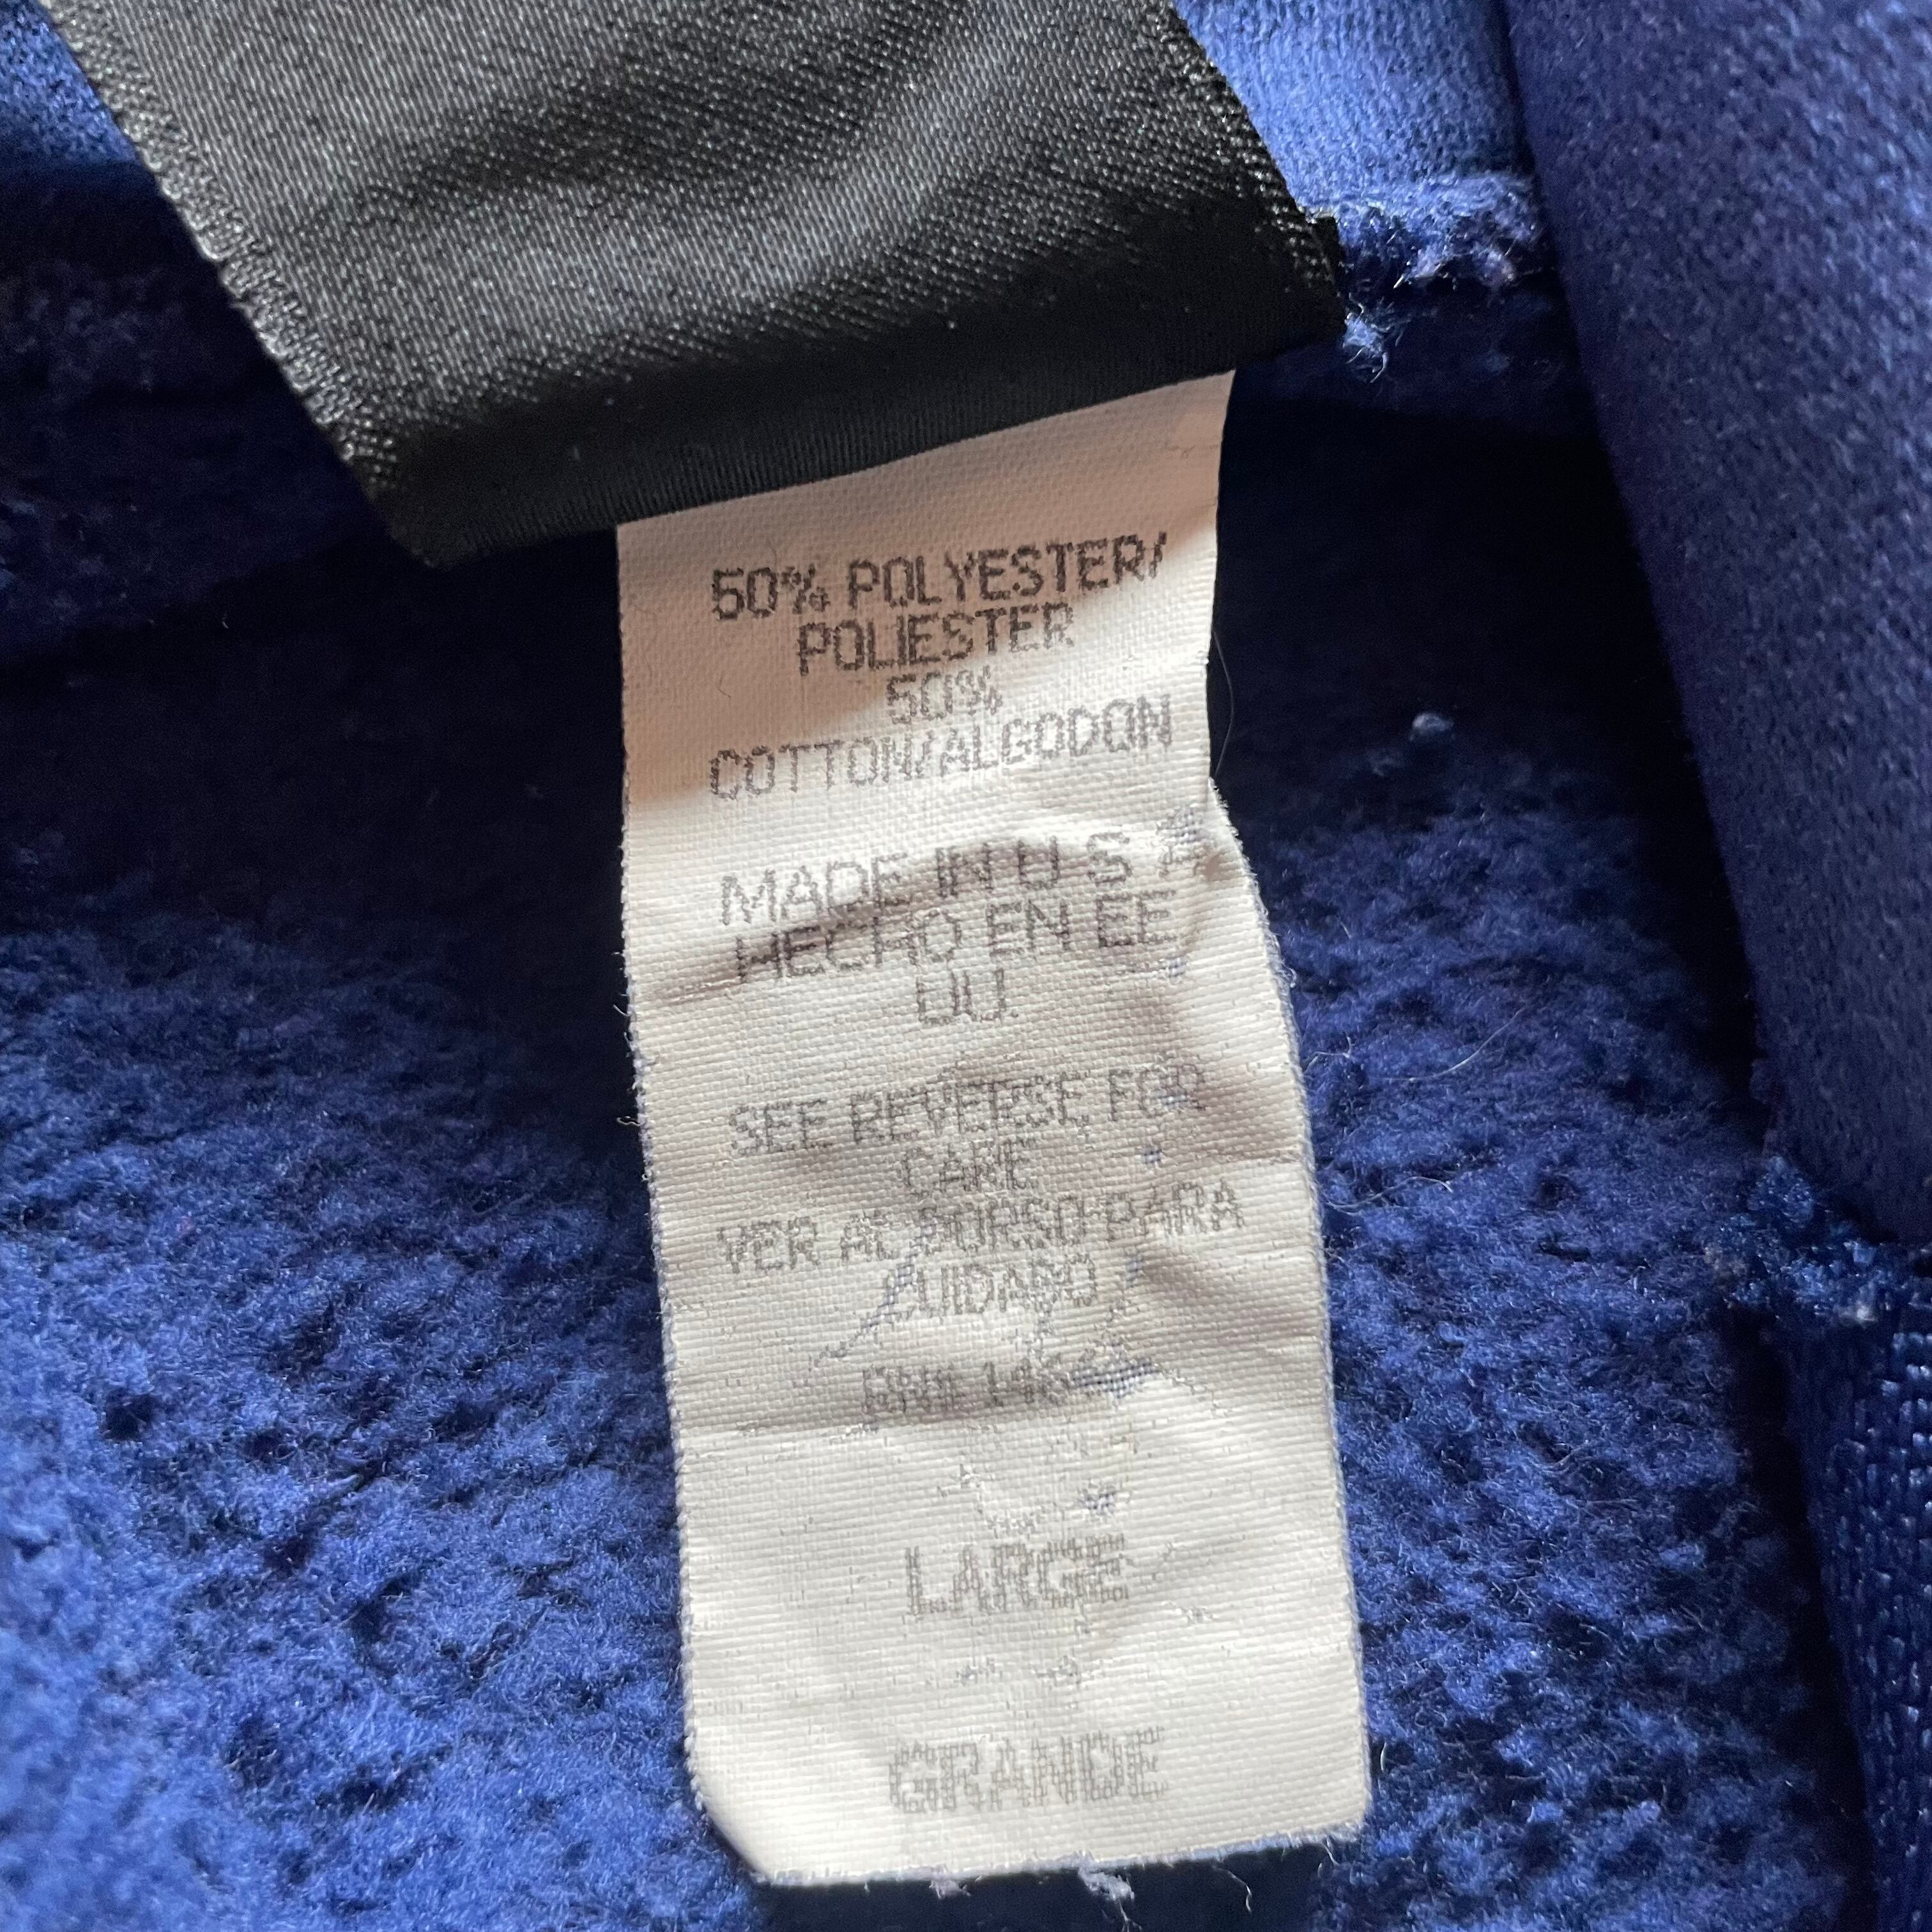 50% POLYESTER/
POLIESTER
50%
COTTON/ALGODON
MADE IN U S A
HECHO EN EE
UU.
SEE REVERSE FOR
CARE
VER AL DORSO PARA
CUIDADO
LARGE
GRANDE